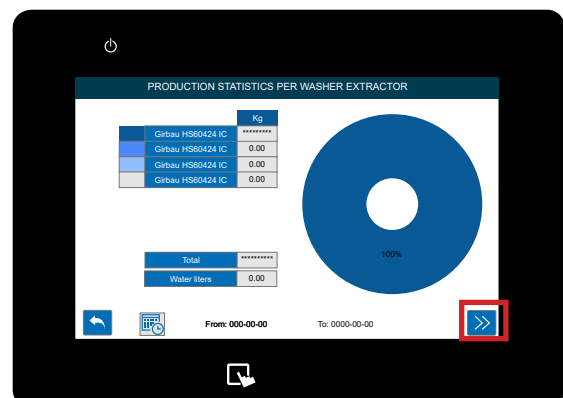 PRODUCTION STATISTICS PER WASHER EXTRACTOR
Kg
Girbau HS60424 IC *********
Girbau HS60424 IC 0.00
Girbau HS60424 IC 0.00
Girbau HS60424 IC 0.00
100%
Total **********
Water liters 0.00
From: 000-00-00 To: 0000-00-00